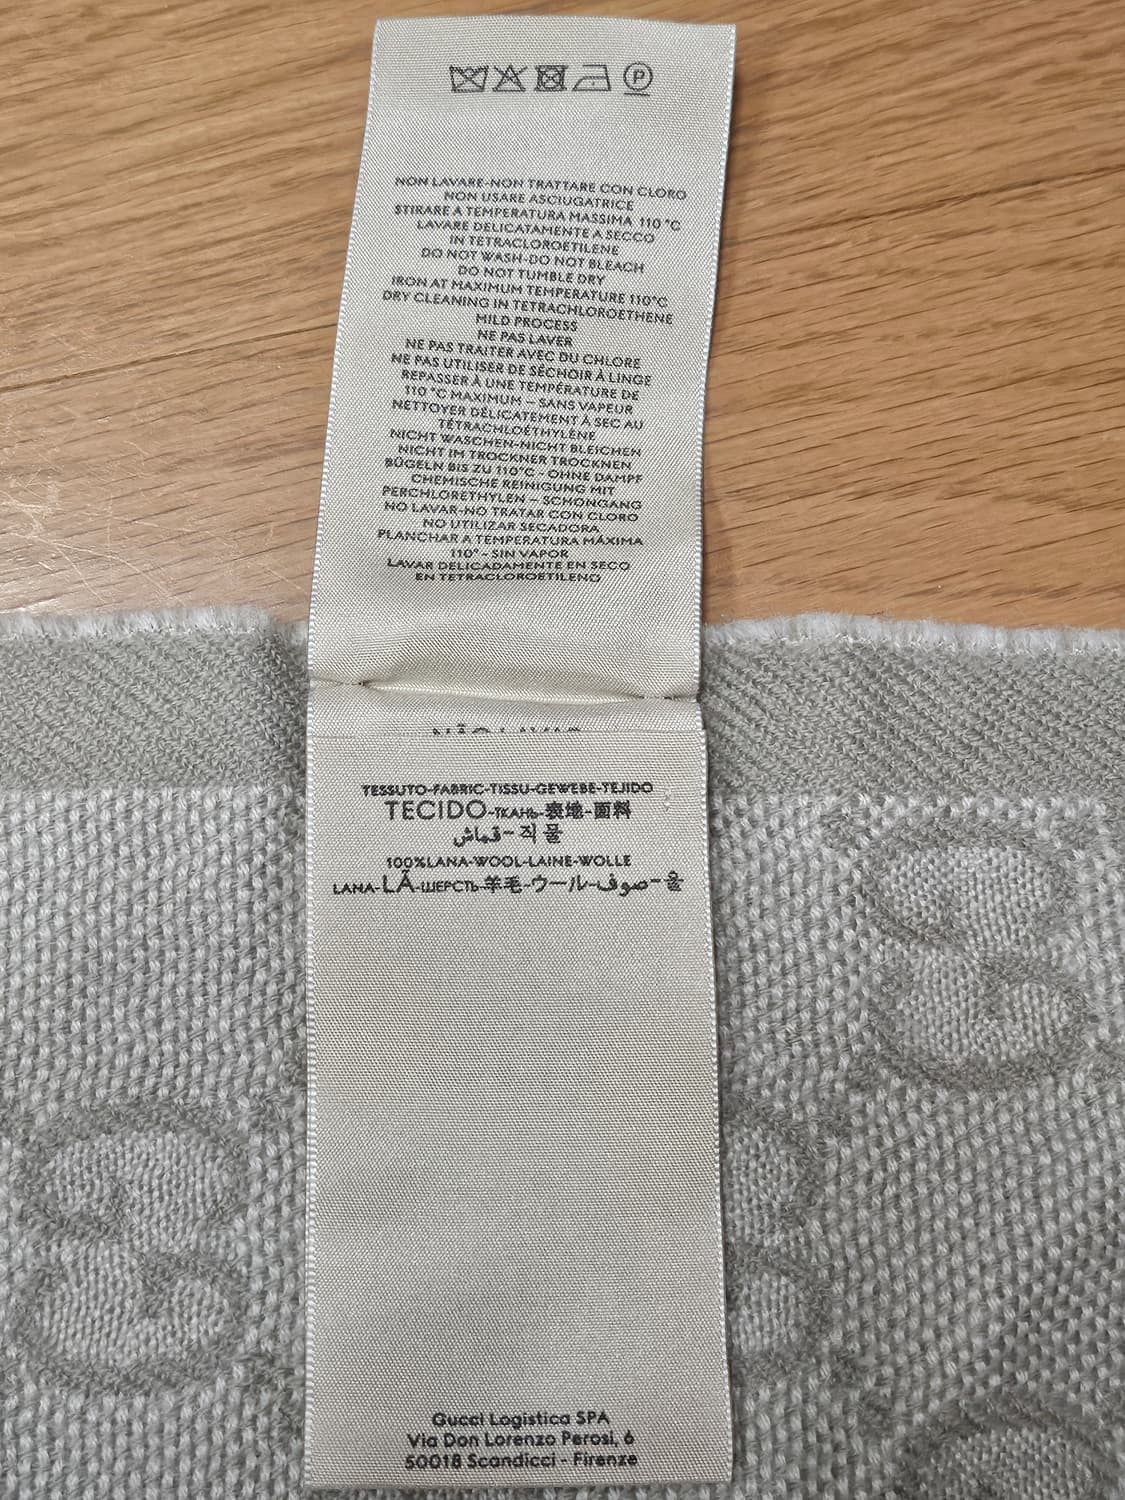 P
NON LAVARE-NON TRATTARE CON CLORO
NON USARE ASCIUGATRICE
STIRARE A TEMPERATURA MASSIMA 110 °C
LAVARE DELICATAMENTE A SECCO
IN TETRACLOROETILENE
DO NOT WASH-DO NOT BLEACH
DO NOT TUMBLE DRY
IRON AT MAXIMUM TEMPERATURE 110°C
DRY CLEANING IN TETRACHLOROETHENE
MILD PROCESS
NE PAS LAVER
NE PAS TRAITER AVEC DU CHLORE
NE PAS UTILISER DE SÉCHOIR À LINGE
REPASSER À UNE TEMPÉRATURE DE
110 °C MAXIMUM – SANS VAPEUR
NETTOYER DÉLICATEMENT À SEC AU
TÉTRACHLOÉTHYLÈNE
NICHT WASCHEN-NICHT BLEICHEN
NICHT IM TROCKNER TROCKNEN
BÜGELN BIS ZU 110°C - OHNE DAMPF
CHEMISCHE REINIGUNG MIT
PERCHLORETHYLEN – SCHONGANG
NO LAVAR-NO TRATAR CON CLORO
NO UTILIZAR SECADORA
PLANCHAR A TEMPERATURA MÁXIMA
110° - SIN VAPOR
LAVAR DELICADAMENTE EN SECO
EN TETRACLOROETILENO
TESSUTO-FABRIC-TISSU-GEWEBE-TEJIDO
TECIDO-ТКАНЬ-表地-面料
قماش-직물
100%LANA-WOOL-LAINE-WOLLE
LANA-LÃ-ШЕРСТЬ-羊毛-ウール-صوف-울
Gucci Logistica SPA
Via Don Lorenzo Perosi, 6
50018 Scandicci - Firenze